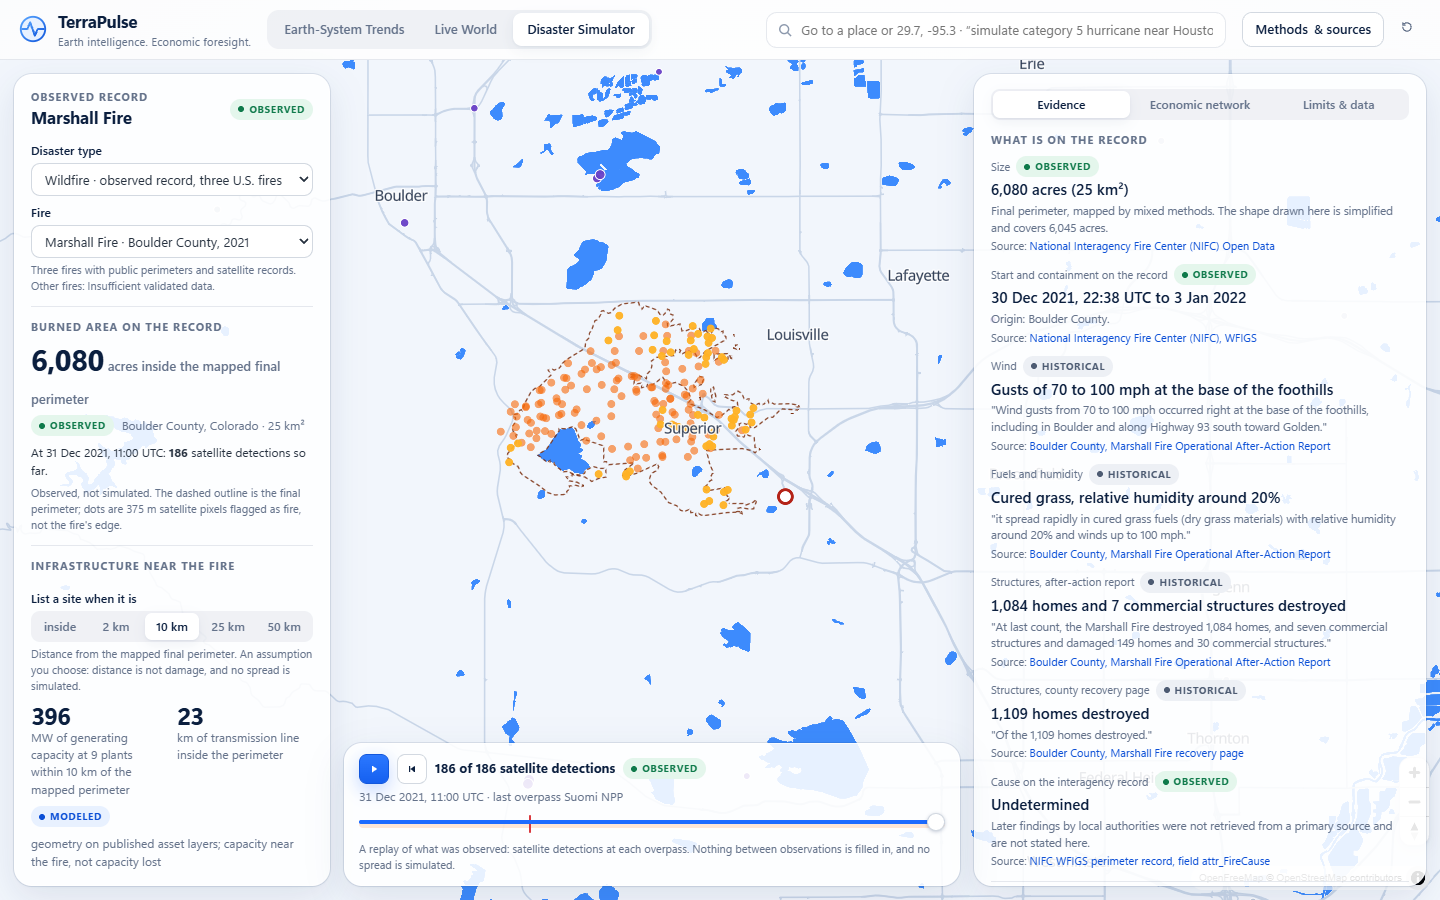 TerraPulse
Earth intelligence. Economic foresight.
Earth-System Trends
Live World
Disaster Simulator
Go to a place or 29.7, -95.3 · "simulate category 5 hurricane near Housto
Methods & sources
OBSERVED RECORD
Marshall Fire
OBSERVED
Disaster type
Wildfire · observed record, three U.S. fires
Fire
Marshall Fire · Boulder County, 2021
Three fires with public perimeters and satellite records.
Other fires: Insufficient validated data.
BURNED AREA ON THE RECORD
6,080 acres inside the mapped final
perimeter
OBSERVED Boulder County, Colorado · 25 km²
At 31 Dec 2021, 11:00 UTC: 186 satellite detections so
far.
Observed, not simulated. The dashed outline is the final
perimeter; dots are 375 m satellite pixels flagged as fire,
not the fire's edge.
INFRASTRUCTURE NEAR THE FIRE
List a site when it is
inside 2 km 10 km 25 km 50 km
Distance from the mapped final perimeter. An assumption
you choose: distance is not damage, and no spread is
simulated.
396
MW of generating
capacity at 9 plants
within 10 km of the
mapped perimeter
23
km of transmission line
inside the perimeter
MODELED
geometry on published asset layers; capacity near
the fire, not capacity lost
Erie
Boulder
Lafayette
Louisville
Superior
186 of 186 satellite detections OBSERVED
31 Dec 2021, 11:00 UTC · last overpass Suomi NPP
A replay of what was observed: satellite detections at each overpass. Nothing between observations is filled in, and no
spread is simulated.
Evidence
Economic network
Limits & data
WHAT IS ON THE RECORD
Size OBSERVED
6,080 acres (25 km²)
Final perimeter, mapped by mixed methods. The shape drawn here is simplified
and covers 6,045 acres.
Source: National Interagency Fire Center (NIFC) Open Data
Start and containment on the record OBSERVED
30 Dec 2021, 22:38 UTC to 3 Jan 2022
Origin: Boulder County.
Source: National Interagency Fire Center (NIFC), WFIGS
Wind HISTORICAL
Gusts of 70 to 100 mph at the base of the foothills
"Wind gusts from 70 to 100 mph occurred right at the base of the foothills,
including in Boulder and along Highway 93 south toward Golden."
Source: Boulder County, Marshall Fire Operational After-Action Report
Fuels and humidity HISTORICAL
Cured grass, relative humidity around 20%
"it spread rapidly in cured grass fuels (dry grass materials) with relative humidity
around 20% and winds up to 100 mph."
Source: Boulder County, Marshall Fire Operational After-Action Report
Structures, after-action report HISTORICAL
1,084 homes and 7 commercial structures destroyed
"At last count, the Marshall Fire destroyed 1,084 homes, and seven commercial
structures and damaged 149 homes and 30 commercial structures."
Source: Boulder County, Marshall Fire Operational After-Action Report
Structures, county recovery page HISTORICAL
1,109 homes destroyed
"Of the 1,109 homes destroyed."
Source: Boulder County, Marshall Fire recovery page
Thornton
Cause on the interagency record OBSERVED
Undetermined
Later findings by local authorities were not retrieved from a primary source and
are not stated here.
Source: NIFC WFIGS perimeter record, field attr_FireCause
OpenFreeMap © OpenStreetMap contributors